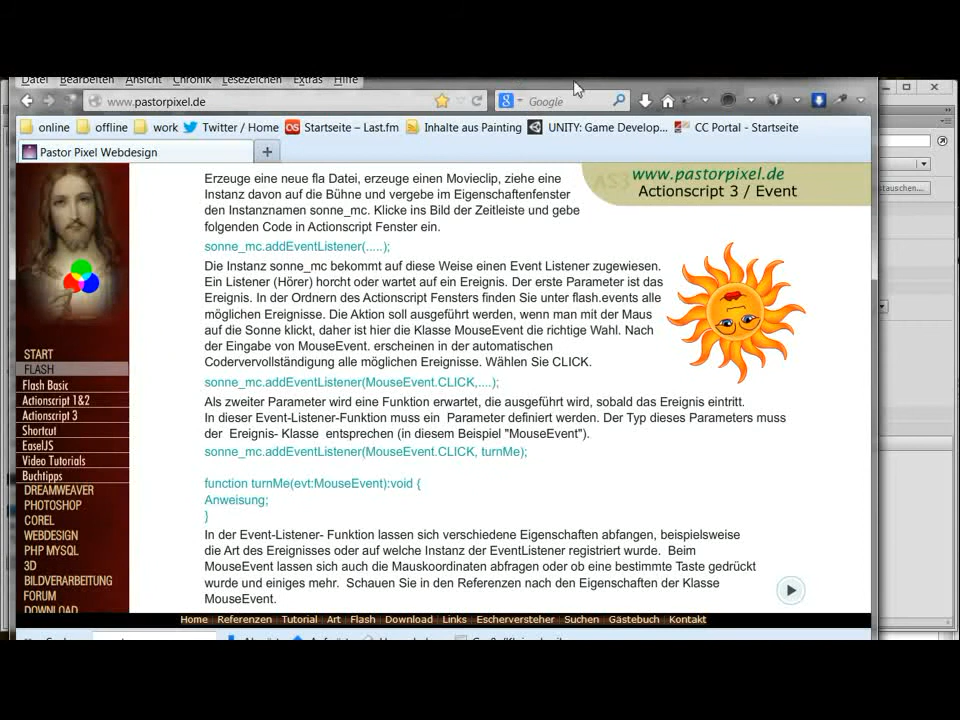 Datei Bearbeiten Ansicht Chronik Lesezeichen Extras Hilfe
www.pastorpixel.de
Google
online offline work Twitter / Home Startseite – Last.fm Inhalte aus Painting UNITY: Game Develop... CC Portal - Startseite
Pastor Pixel Webdesign
www.pastorpixel.de
Actionscript 3 / Event
Erzeuge eine neue fla Datei, erzeuge einen Movieclip, ziehe eine
Instanz davon auf die Bühne und vergebe im Eigenschaftenfenster
den Instanznamen sonne_mc. Klicke ins Bild der Zeitleiste und gebe
folgenden Code in Actionscript Fenster ein.
sonne_mc.addEventListener(.....);
Die Instanz sonne_mc bekommt auf diese Weise einen Event Listener zugewiesen.
Ein Listener (Hörer) horcht oder wartet auf ein Ereignis. Der erste Parameter ist das
Ereignis. In der Ordnern des Actionscript Fensters finden Sie unter flash.events alle
möglichen Ereignisse. Die Aktion soll ausgeführt werden, wenn man mit der Maus
auf die Sonne klickt, daher ist hier die Klasse MouseEvent die richtige Wahl. Nach
der Eingabe von MouseEvent. erscheinen in der automatischen
Codervervollständigung alle möglichen Ereignisse. Wählen Sie CLICK.
sonne_mc.addEventListener(MouseEvent.CLICK,....);
Als zweiter Parameter wird eine Funktion erwartet, die ausgeführt wird, sobald das Ereignis eintritt.
In dieser Event-Listener-Funktion muss ein Parameter definiert werden. Der Typ dieses Parameters muss
der Ereignis- Klasse entsprechen (in diesem Beispiel "MouseEvent").
sonne_mc.addEventListener(MouseEvent.CLICK, turnMe);
function turnMe(evt:MouseEvent):void {
Anweisung;
}
In der Event-Listener- Funktion lassen sich verschiedene Eigenschaften abfangen, beispielsweise
die Art des Ereignisses oder auf welche Instanz der EventListener registriert wurde. Beim
MouseEvent lassen sich auch die Mauskoordinaten abfragen oder ob eine bestimmte Taste gedrückt
wurde und einiges mehr. Schauen Sie in den Referenzen nach den Eigenschaften der Klasse
MouseEvent.
START
FLASH
Flash Basic
Actionscript 1&2
Actionscript 3
Shortcut
EaselJS
Video Tutorials
Buchtipps
DREAMWEAVER
PHOTOSHOP
COREL
WEBDESIGN
PHP MYSQL
3D
BILDVERARBEITUNG
FORUM
DOWNLOAD
Home Referenzen Tutorial Art Flash Download Links Escherversteher Suchen Gästebuch Kontakt